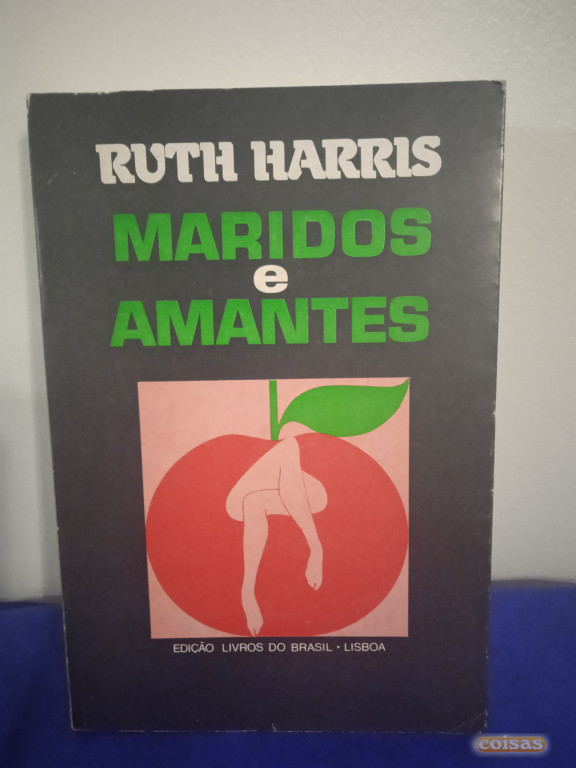 RUTH HARRIS
MARIDOS
e
AMANTES
EDIÇÃO LIVROS DO BRASIL • LISBOA
coisas